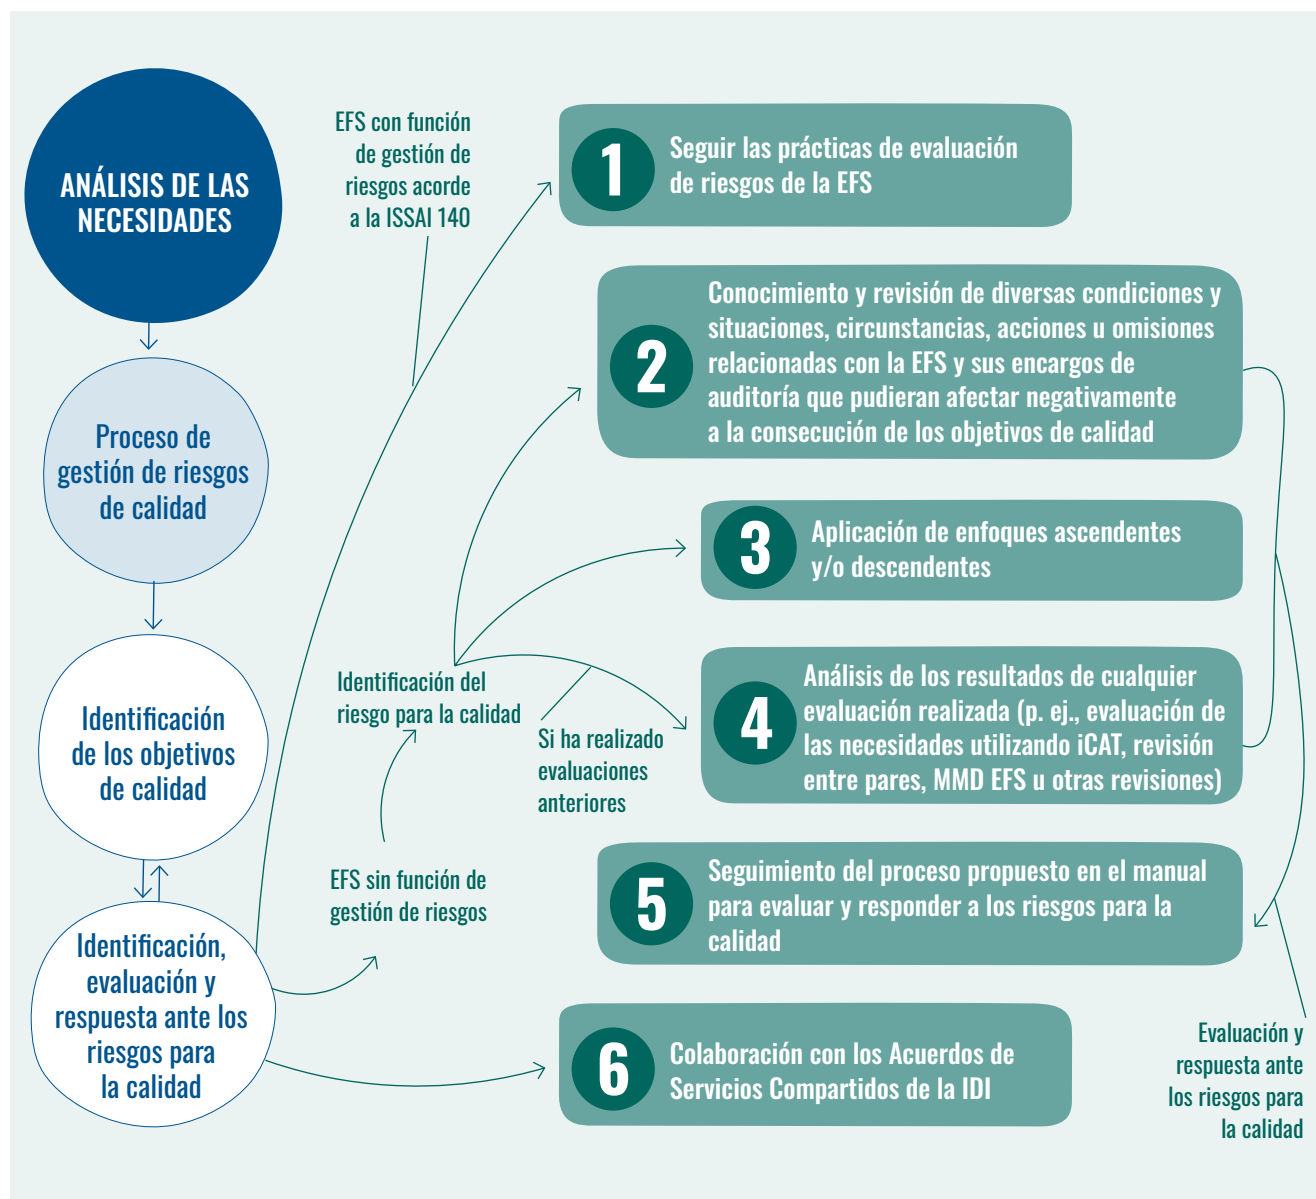 ANÁLISIS DE LAS
NECESIDADES
Proceso de
gestión de riesgos
de calidad
Identificación
de los objetivos
de calidad
Identificación,
evaluación y
respuesta ante los
riesgos para
la calidad
EFS con función
de gestión de
riesgos acorde
a la ISSAI 140
EFS sin función de
gestión de riesgos
Identificación del
riesgo para la calidad
Si ha realizado
evaluaciones
anteriores
1
Seguir las prácticas de evaluación
de riesgos de la EFS
2
Conocimiento y revisión de diversas condiciones y
situaciones, circunstancias, acciones u omisiones
relacionadas con la EFS y sus encargos de
auditoría que pudieran afectar negativamente
a la consecución de los objetivos de calidad
3
Aplicación de enfoques ascendentes
y/o descendentes
4
Análisis de los resultados de cualquier
evaluación realizada (p. ej., evaluación de
las necesidades utilizando iCAT, revisión
entre pares, MMD EFS u otras revisiones)
5
Seguimiento del proceso propuesto en el manual
para evaluar y responder a los riesgos para la
calidad
6
Colaboración con los Acuerdos de
Servicios Compartidos de la IDI
Evaluación y
respuesta ante
los riesgos para
la calidad